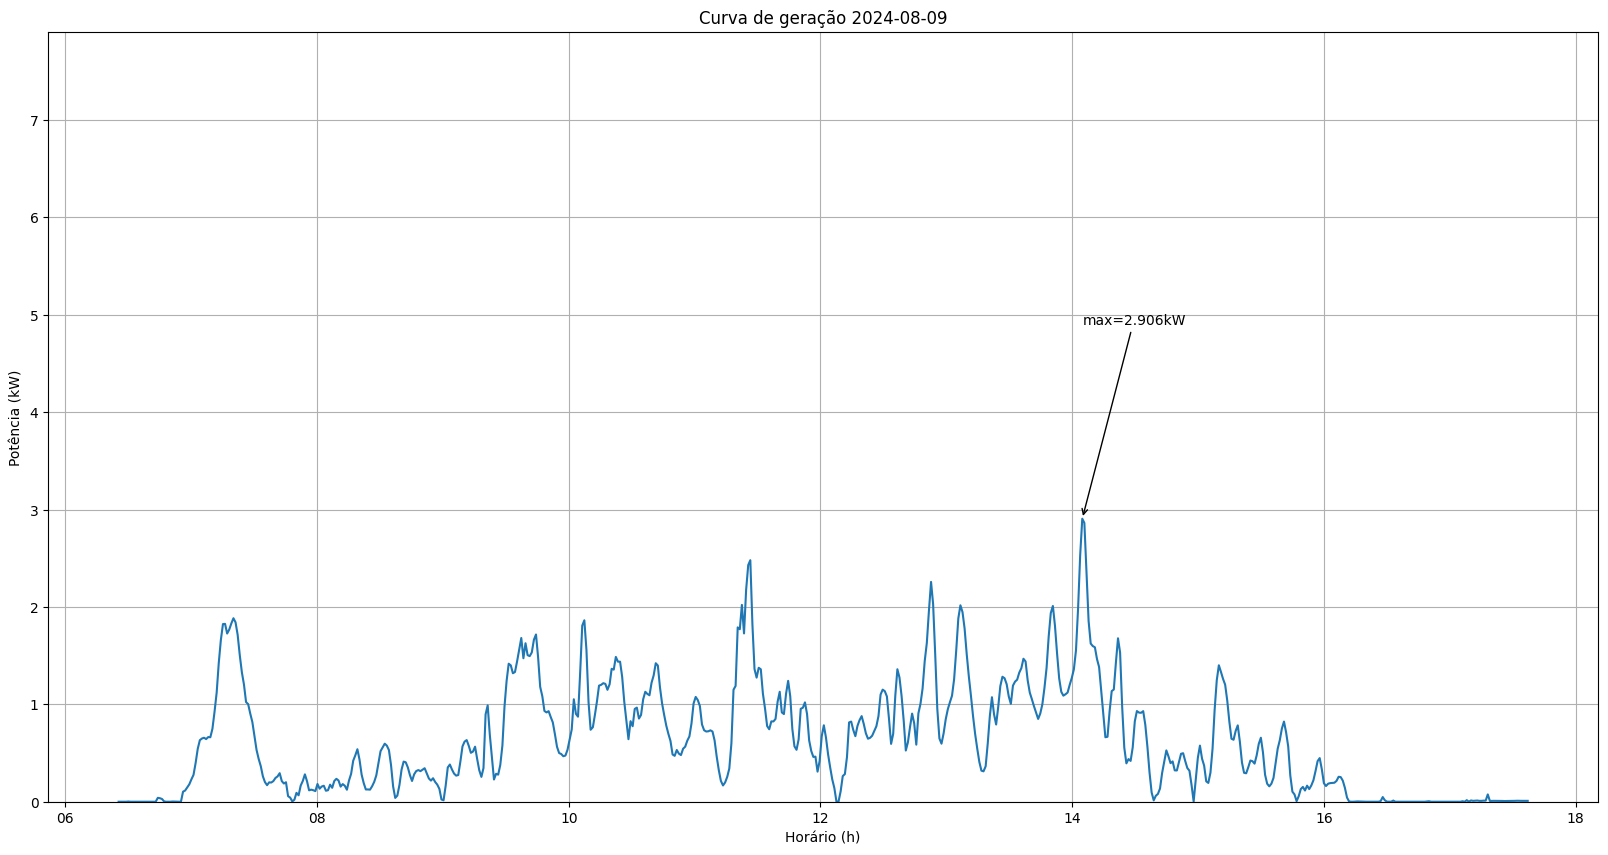 Curva de geração 2024-08-09
7
6
5
4
3
2
1
0
Potência (kW)
max=2.906kW
06 08 10 12 14 16 18
Horário (h)